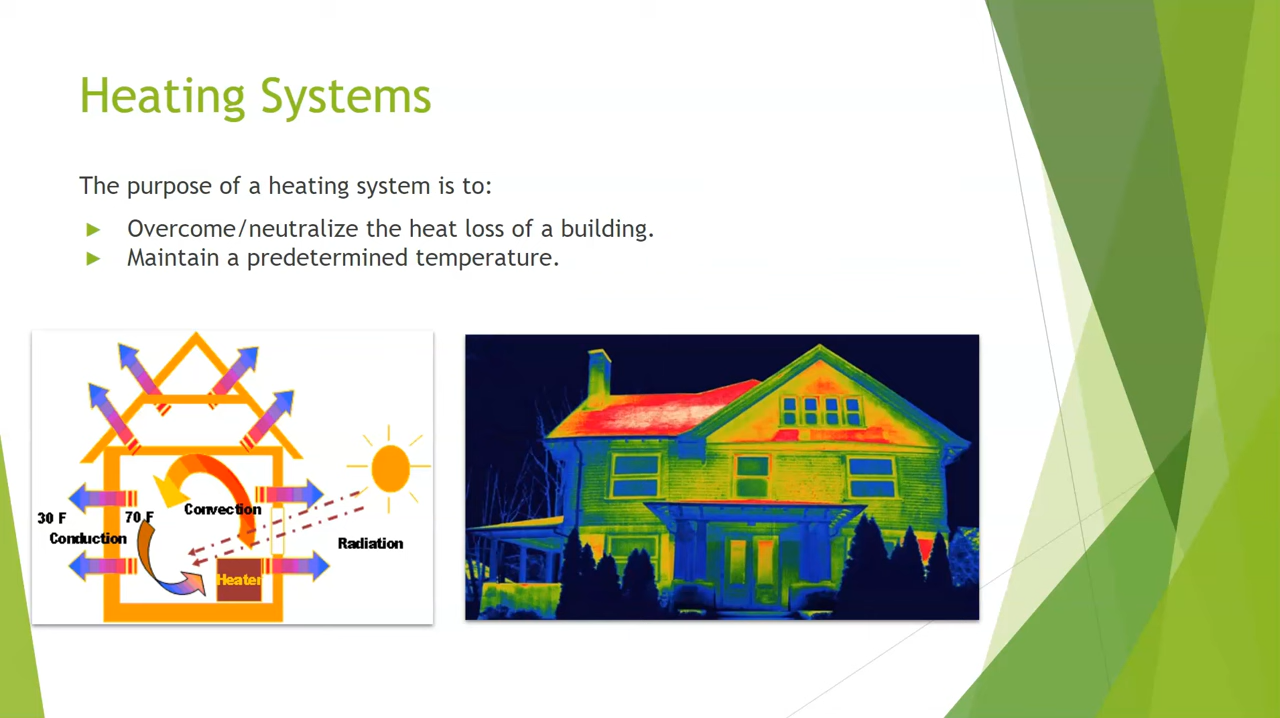 Heating Systems
The purpose of a heating system is to:
Overcome/neutralize the heat loss of a building.
Maintain a predetermined temperature.
Convection
30 F
70 F
Conduction
Radiation
Heater